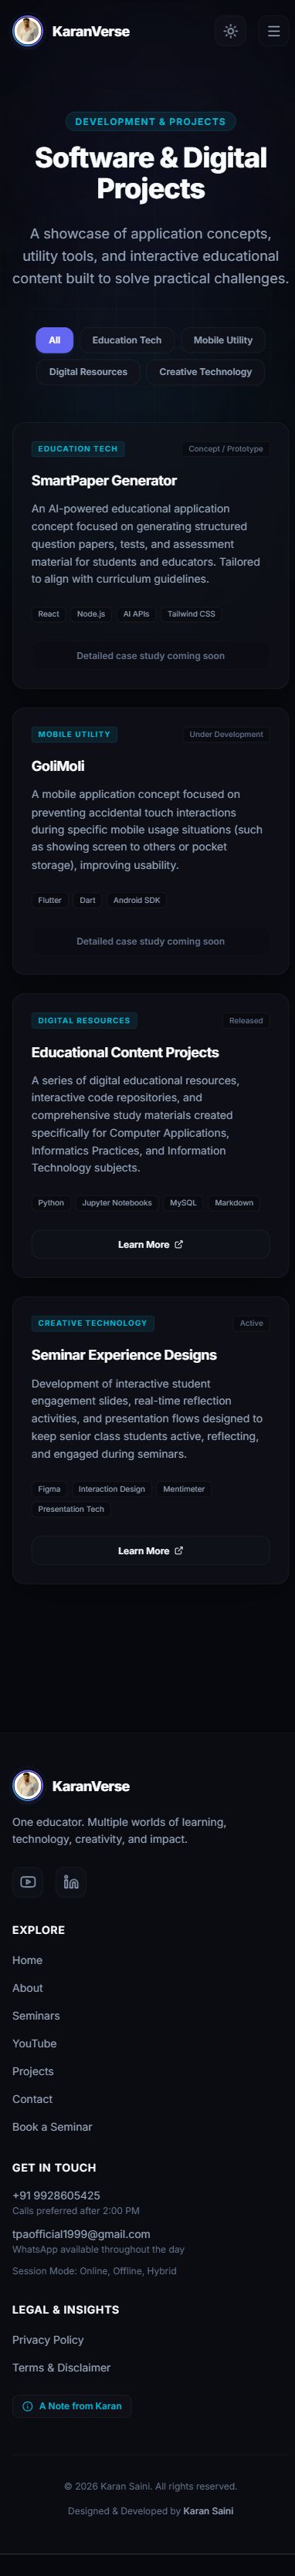 KaranVerse
DEVELOPMENT & PROJECTS
Software & Digital
Projects
A showcase of application concepts,
utility tools, and interactive educational
content built to solve practical challenges.
All
Education Tech
Mobile Utility
Digital Resources
Creative Technology
EDUCATION TECH
Concept / Prototype
SmartPaper Generator
An AI-powered educational application
concept focused on generating structured
question papers, tests, and assessment
material for students and educators. Tailored
to align with curriculum guidelines.
React
Node.js
AI APIs
Tailwind CSS
Detailed case study coming soon
MOBILE UTILITY
Under Development
GoliMoli
A mobile application concept focused on
preventing accidental touch interactions
during specific mobile usage situations (such
as showing screen to others or pocket
storage), improving usability.
Flutter
Dart
Android SDK
Detailed case study coming soon
DIGITAL RESOURCES
Released
Educational Content Projects
A series of digital educational resources,
interactive code repositories, and
comprehensive study materials created
specifically for Computer Applications,
Informatics Practices, and Information
Technology subjects.
Python
Jupyter Notebooks
MySQL
Markdown
Learn More
CREATIVE TECHNOLOGY
Active
Seminar Experience Designs
Development of interactive student
engagement slides, real-time reflection
activities, and presentation flows designed to
keep senior class students active, reflecting,
and engaged during seminars.
Figma
Interaction Design
Mentimeter
Presentation Tech
Learn More
KaranVerse
One educator. Multiple worlds of learning,
technology, creativity, and impact.
EXPLORE
Home
About
Seminars
YouTube
Projects
Contact
Book a Seminar
GET IN TOUCH
+91 9928605425
Calls preferred after 2:00 PM
tpaofficial1999@gmail.com
WhatsApp available throughout the day
Session Mode: Online, Offline, Hybrid
LEGAL & INSIGHTS
Privacy Policy
Terms & Disclaimer
A Note from Karan
© 2026 Karan Saini. All rights reserved.
Designed & Developed by Karan Saini